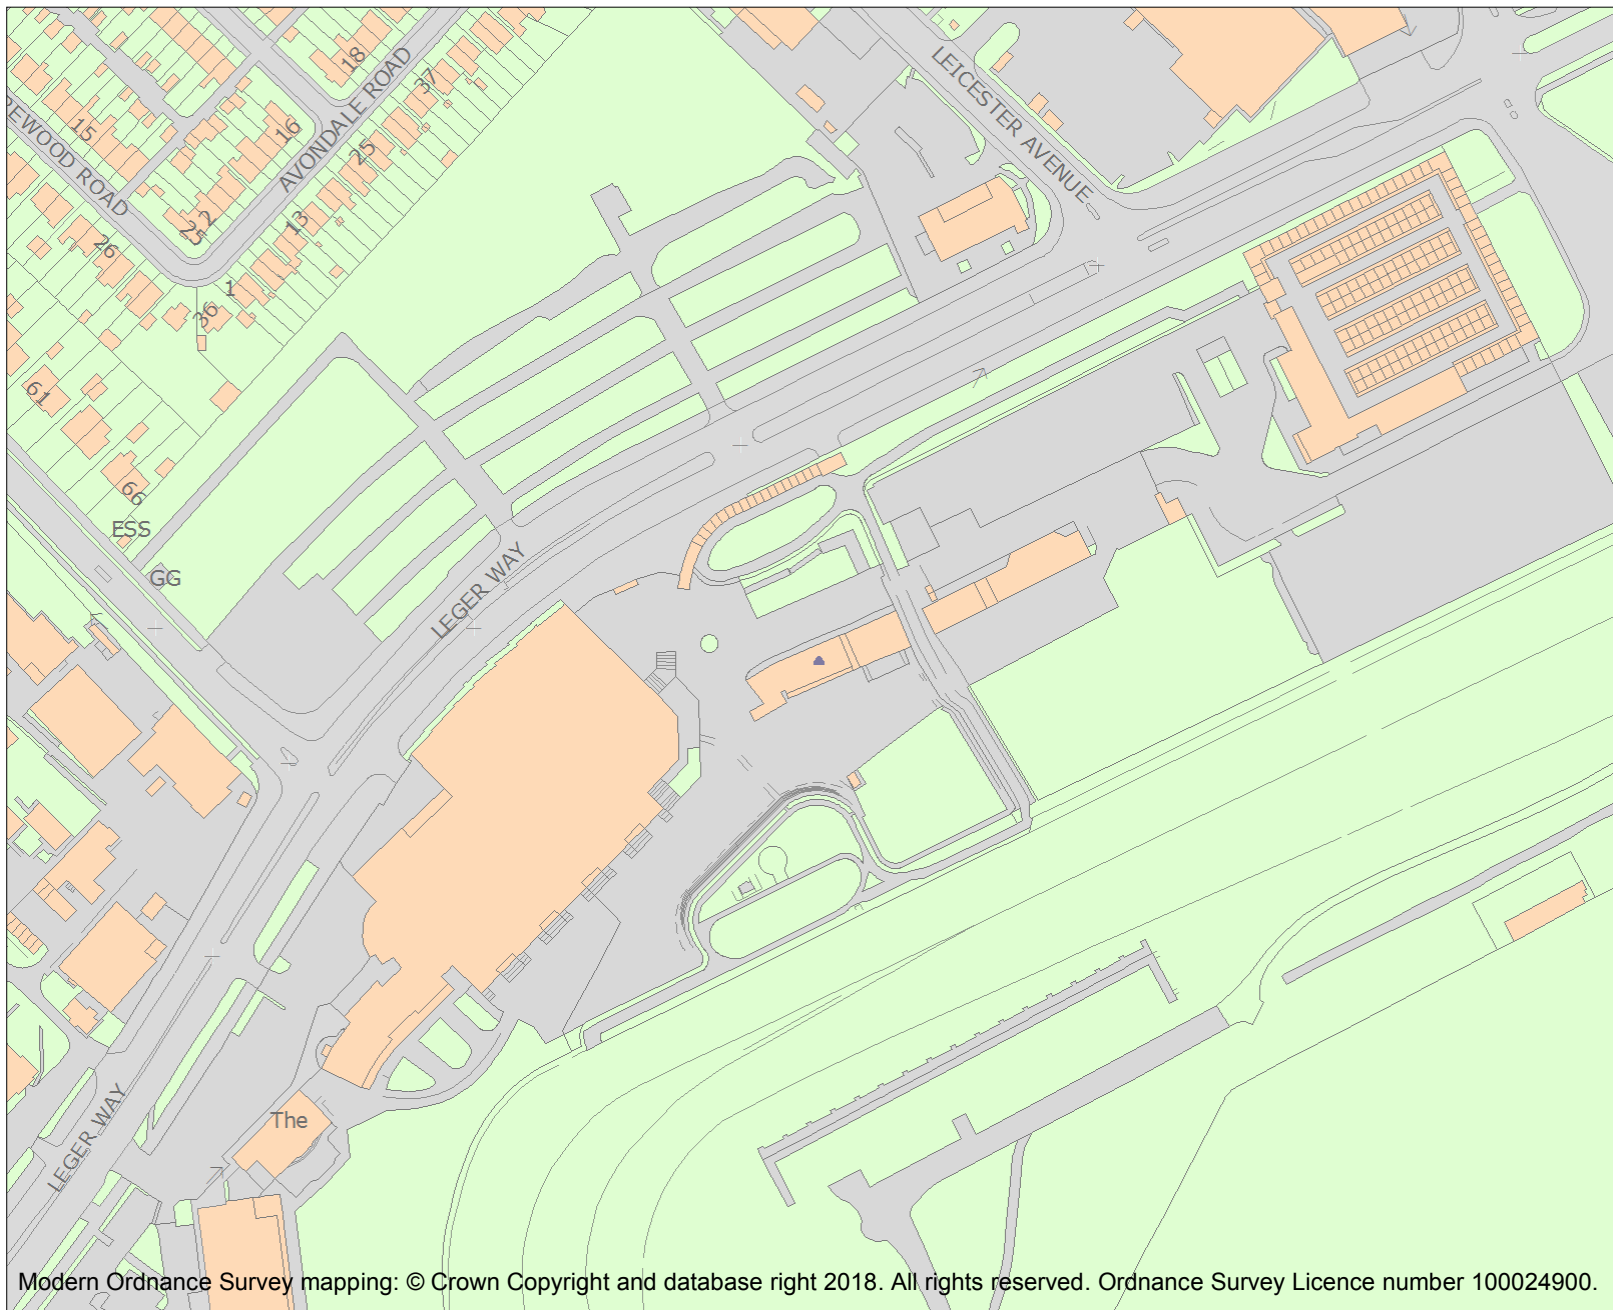 LEICESTER AVENUE
18
AVONDALE ROAD
37
15
16
25
EWOOD ROAD
2
25
13
26
1
36
61
66
ESS
GG
LEGER WAY
The
LEGER WAY
Modern Ordnance Survey mapping: © Crown Copyright and database right 2018. All rights reserved. Ordnance Survey Licence number 100024900.